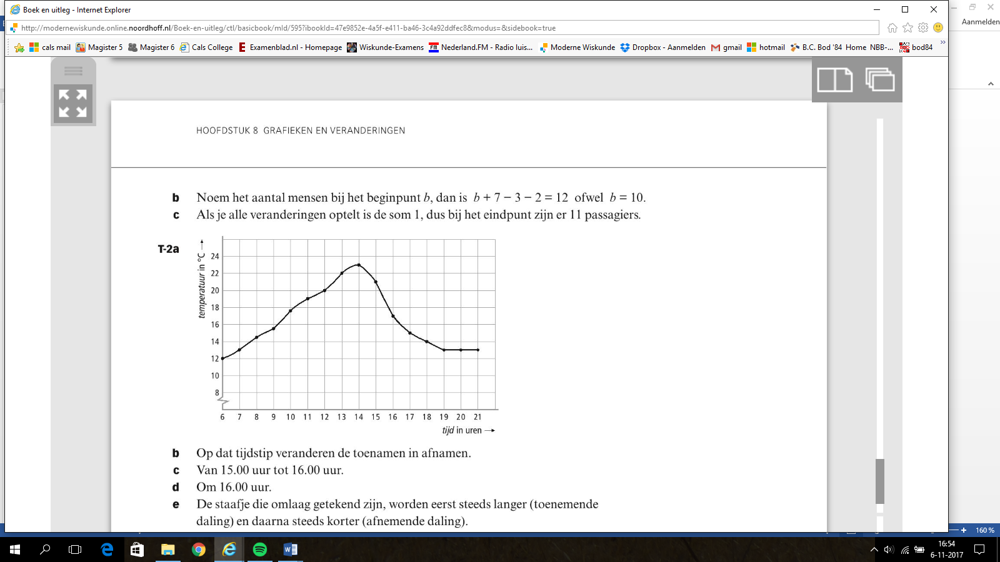 Boek en uitleg - Internet Explorer
Aanmelden
http://modernewiskunde.online.noordhoff.nl/Boek-en-uitleg/ctl/basicbook/mId/595?ibookId=47e9852e-4a5f-e411-ba46-3c4a92ddfec8&modus=&sidebook=true
cals mail Magister 5 Magister 6 Cals College Examenblad.nl - Homepage Wiskunde-Examens Nederland.FM - Radio luis... Moderne Wiskunde Dropbox - Aanmelden gmail hotmail B.C. Bod '84 Home NBB-... bod84
HOOFDSTUK 8 GRAFIEKEN EN VERANDERINGEN
b Noem het aantal mensen bij het beginpunt b, dan is b + 7 − 3 − 2 = 12 ofwel b = 10.
c Als je alle veranderingen optelt is de som 1, dus bij het eindpunt zijn er 11 passagiers.
T-2a
temperatuur in °C
24
22
20
18
16
14
12
10
8
6 7 8 9 10 11 12 13 14 15 16 17 18 19 20 21
tijd in uren
b Op dat tijdstip veranderen de toenamen in afnamen.
c Van 15.00 uur tot 16.00 uur.
d Om 16.00 uur.
e De staafje die omlaag getekend zijn, worden eerst steeds langer (toenemende
daling) en daarna steeds korter (afnemende daling).
160 %
16:54
6-11-2017